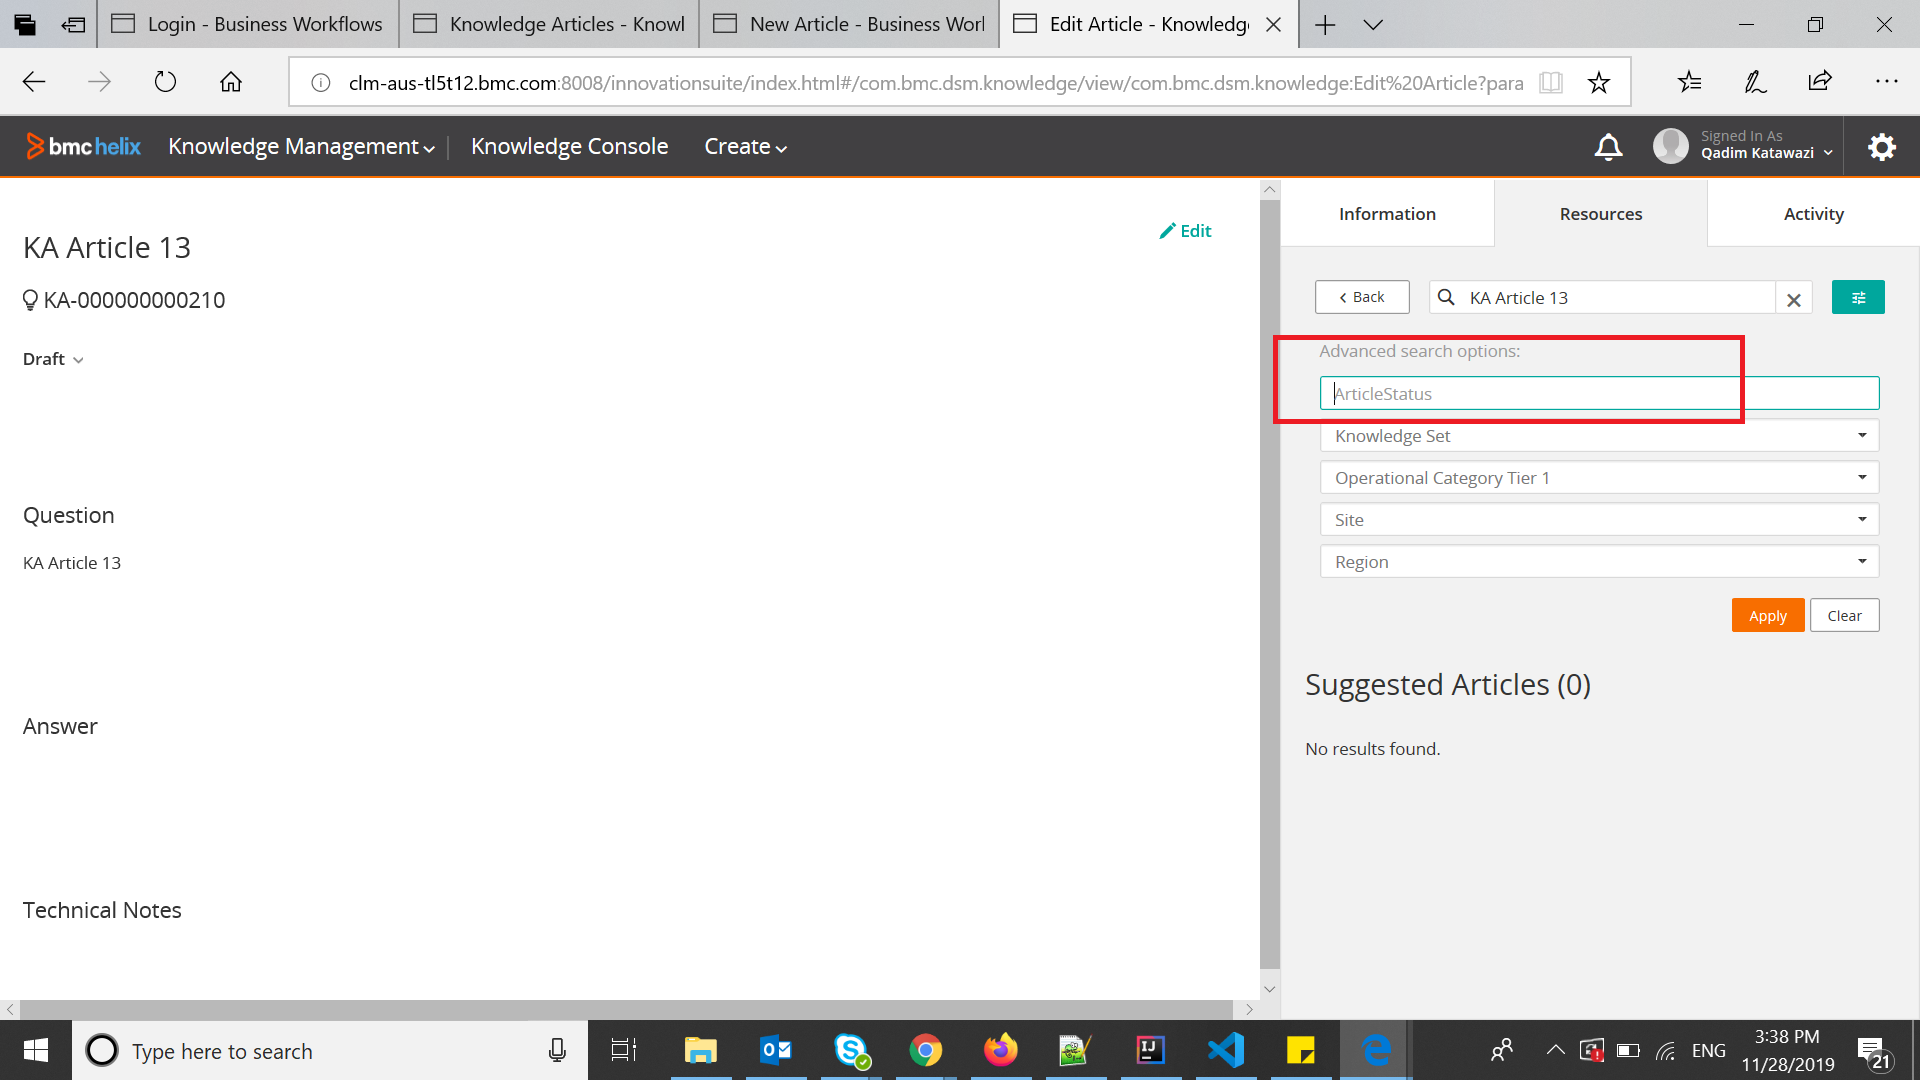 Login - Business Workflows
Knowledge Articles - Knowl
New Article - Business Worl
Edit Article - Knowledge
clm-aus-tl5t12.bmc.com:8008/innovationsuite/index.html#/com.bmc.dsm.knowledge/view/com.bmc.dsm.knowledge:Edit%20Article?para
bmchelix
Knowledge Management
Knowledge Console
Create
Signed In As
Qadim Katawazi
KA Article 13
Edit
KA-000000000210
Draft
Question
KA Article 13
Answer
Technical Notes
Information
Resources
Activity
Back
KA Article 13
Advanced search options:
ArticleStatus
Knowledge Set
Operational Category Tier 1
Site
Region
Apply
Clear
Suggested Articles (0)
No results found.
Type here to search
ENG
3:38 PM
11/28/2019
21